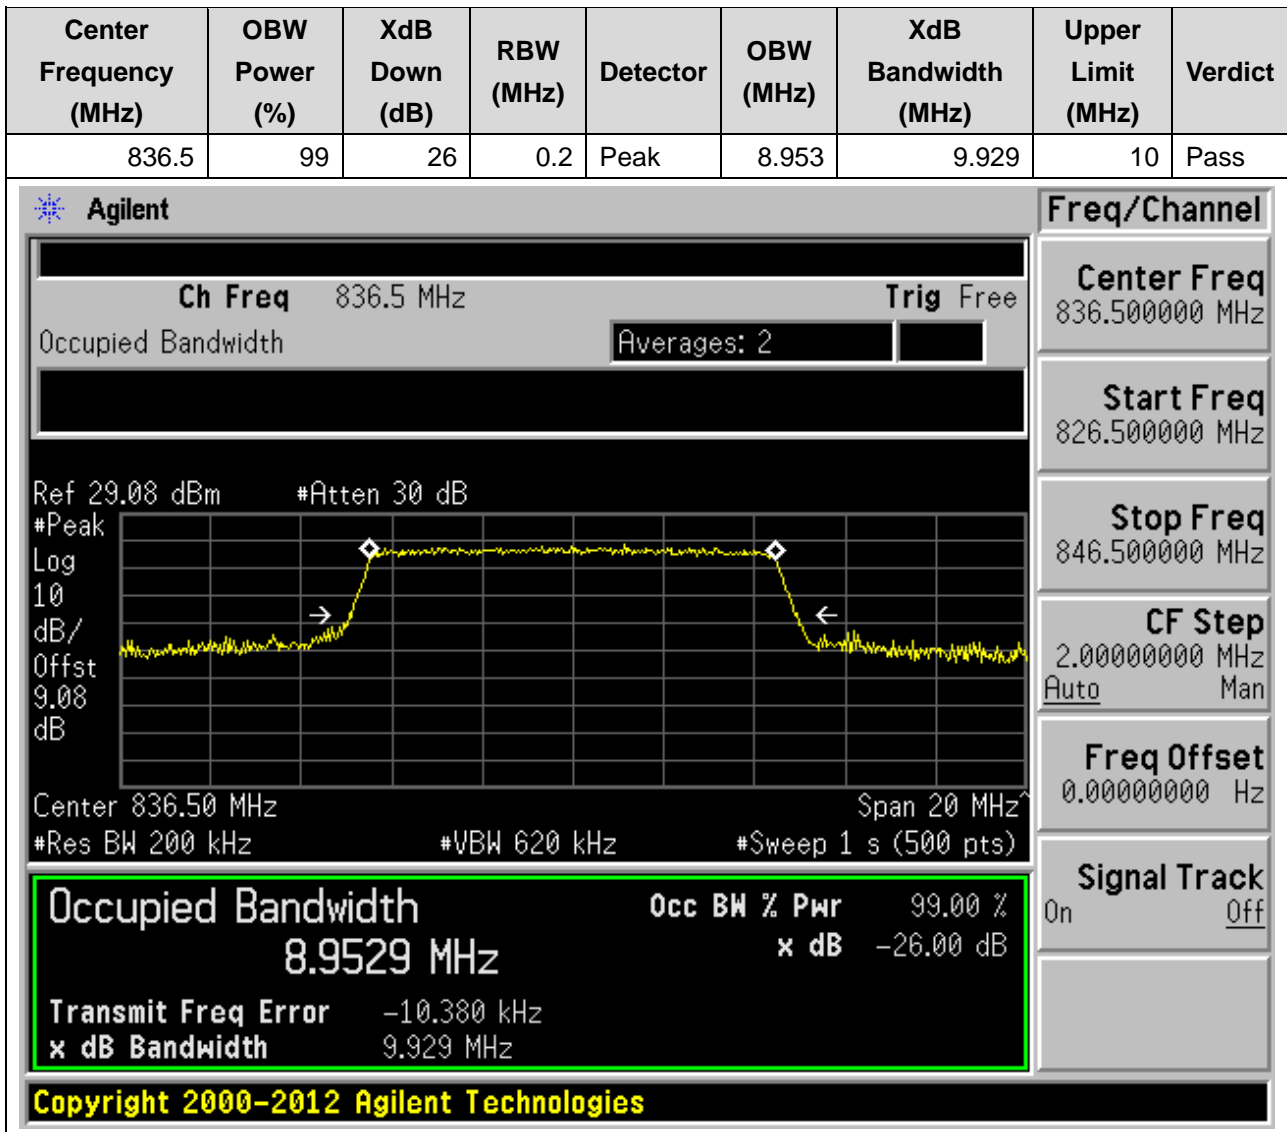 Center Frequency (MHz) OBW Power (%) XdB Down (dB) RBW (MHz) Detector OBW (MHz) XdB Bandwidth (MHz) Upper Limit (MHz) Verdict
836.5 99 26 0.2 Peak 8.953 9.929 10 Pass
Agilent
Freq/Channel
Ch Freq 836.5 MHz Trig Free
Occupied Bandwidth Averages: 2
Center Freq
836.500000 MHz
Start Freq
826.500000 MHz
Stop Freq
846.500000 MHz
CF Step
2.00000000 MHz
Auto Man
Freq Offset
0.00000000 Hz
Signal Track
On Off
Ref 29.08 dBm #Atten 30 dB
#Peak
Log
10
dB/
Offst
9.08
dB
Center 836.50 MHz Span 20 MHz^
#Res BW 200 kHz #VBW 620 kHz #Sweep 1 s (500 pts)
Occupied Bandwidth
8.9529 MHz
Occ BW % Pwr 99.00 %
x dB -26.00 dB
Transmit Freq Error -10.380 kHz
x dB Bandwidth 9.929 MHz
Copyright 2000-2012 Agilent Technologies